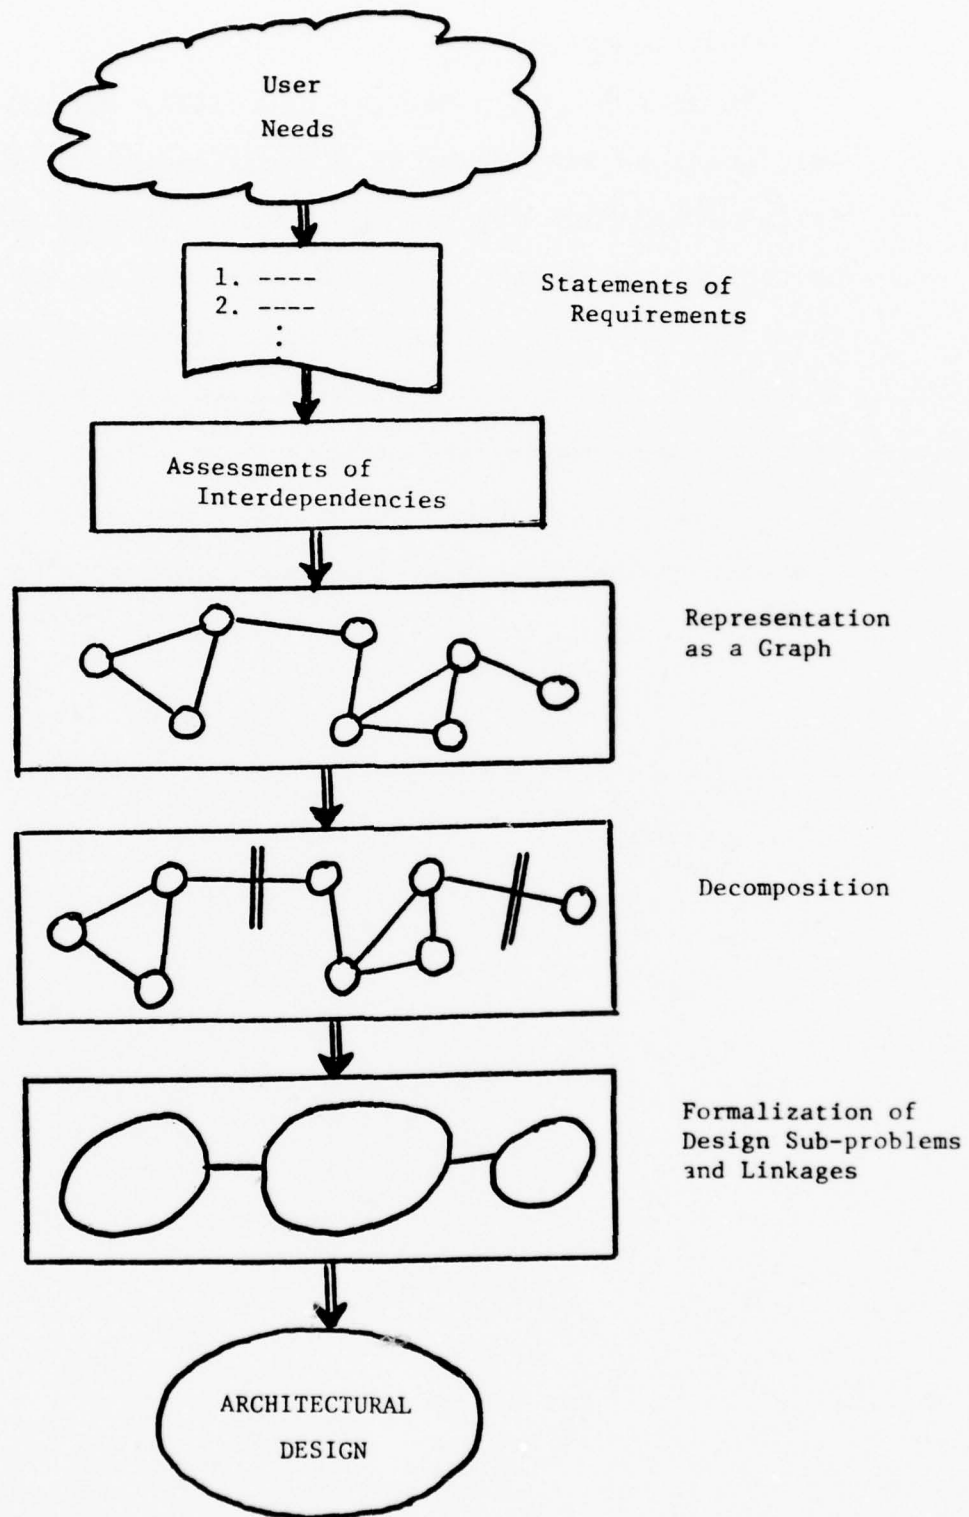 User
Needs
1. ----
2. ----
Statements of
Requirements
Assessments of
Interdependencies
Representation
as a Graph
Decomposition
Formalization of
Design Sub-problems
and Linkages
ARCHITECTURAL
DESIGN